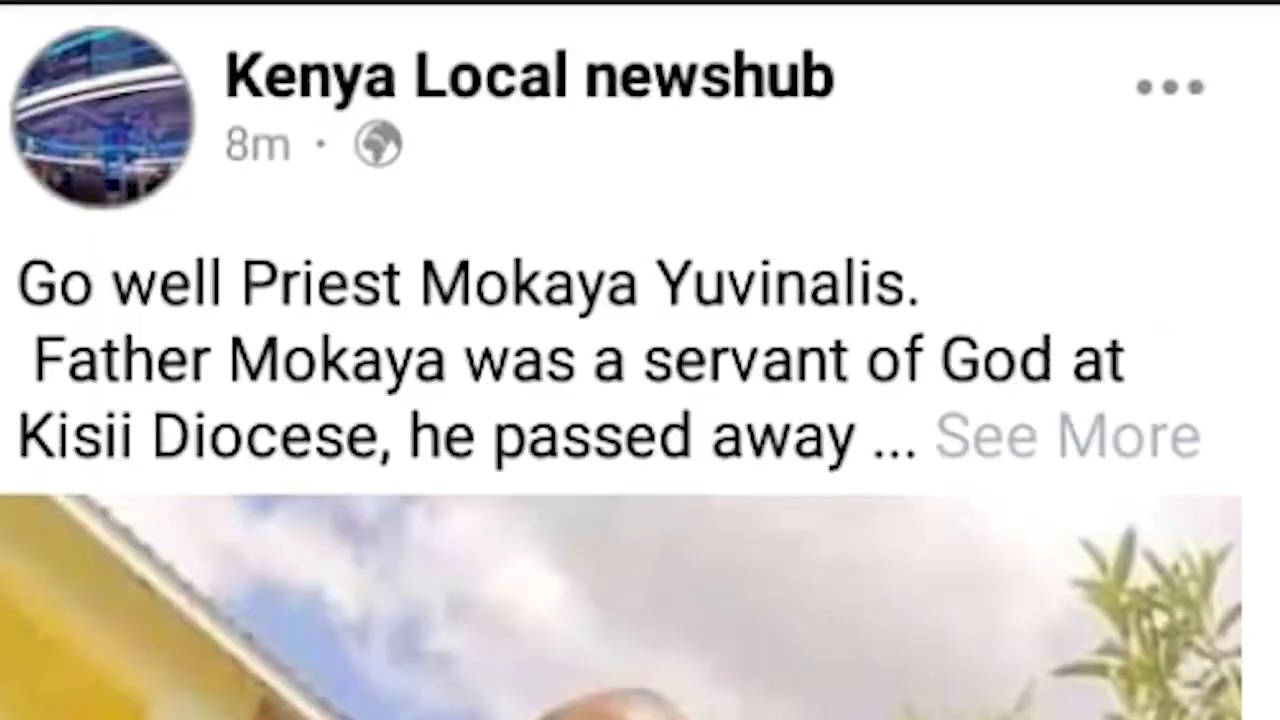 Kenya Local newshub
8m ·
Go well Priest Mokaya Yuvinalis.
Father Mokaya was a servant of God at
Kisii Diocese, he passed away ... See More